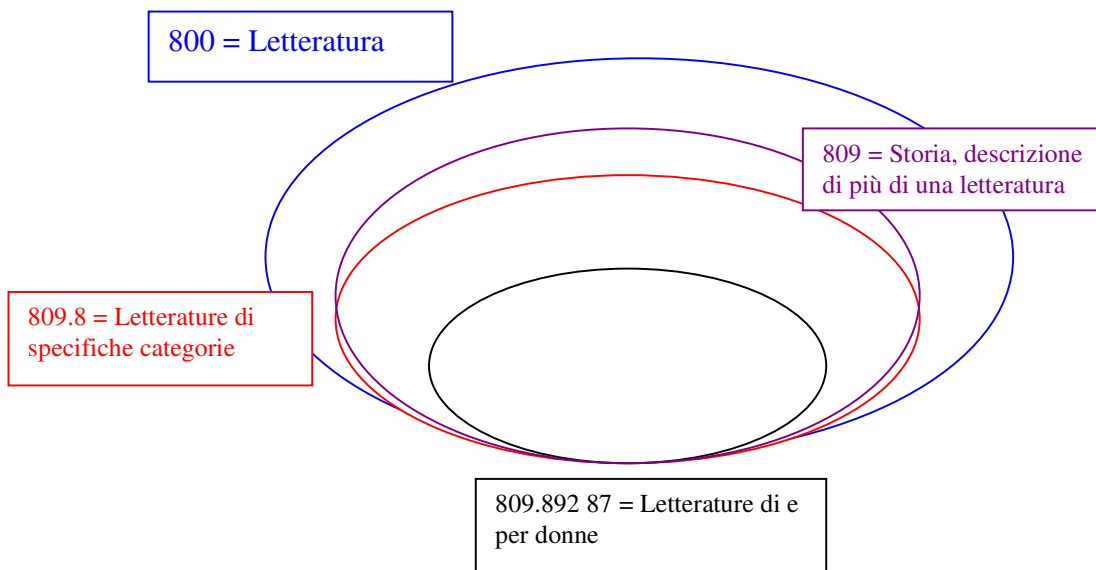 800 = Letteratura
809 = Storia, descrizione
di più di una letteratura
809.8 = Letterature di
specifiche categorie
809.892 87 = Letterature di e
per donne